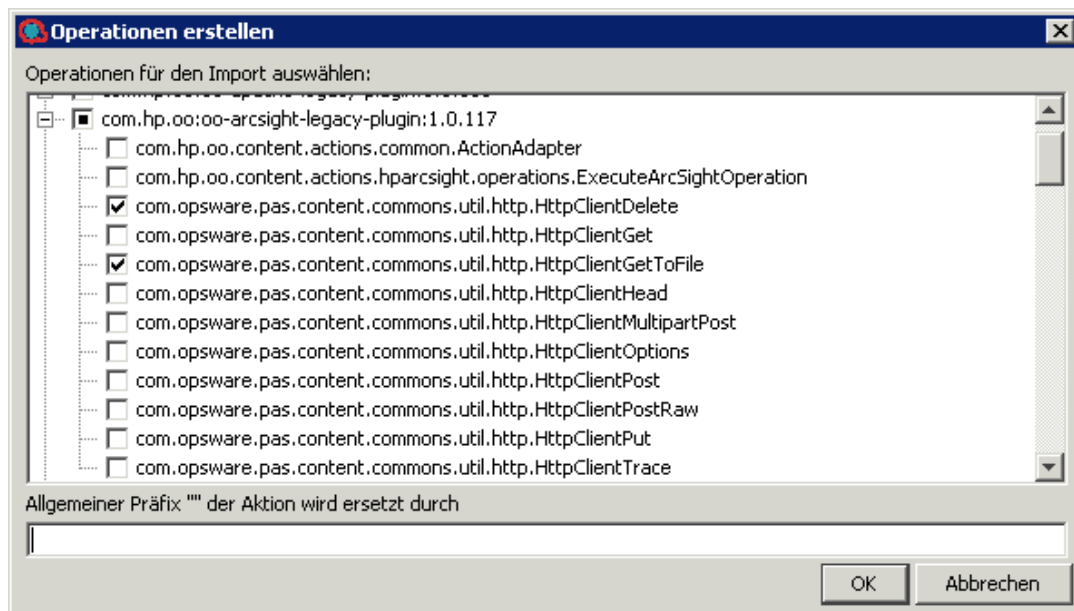 Operationen erstellen
Operationen für den Import auswählen:
com.hp.oo:oo-arcsight-legacy-plugin:1.0.117
com.hp.oo.content.actions.common.ActionAdapter
com.hp.oo.content.actions.hparcsight.operations.ExecuteArcSightOperation
com.opsware.pas.content.commons.util.http.HttpClientDelete
com.opsware.pas.content.commons.util.http.HttpClientGet
com.opsware.pas.content.commons.util.http.HttpClientGetToFile
com.opsware.pas.content.commons.util.http.HttpClientHead
com.opsware.pas.content.commons.util.http.HttpClientMultipartPost
com.opsware.pas.content.commons.util.http.HttpClientOptions
com.opsware.pas.content.commons.util.http.HttpClientPost
com.opsware.pas.content.commons.util.http.HttpClientPostRaw
com.opsware.pas.content.commons.util.http.HttpClientPut
com.opsware.pas.content.commons.util.http.HttpClientTrace
Allgemeiner Präfix "" der Aktion wird ersetzt durch
OK Abbrechen